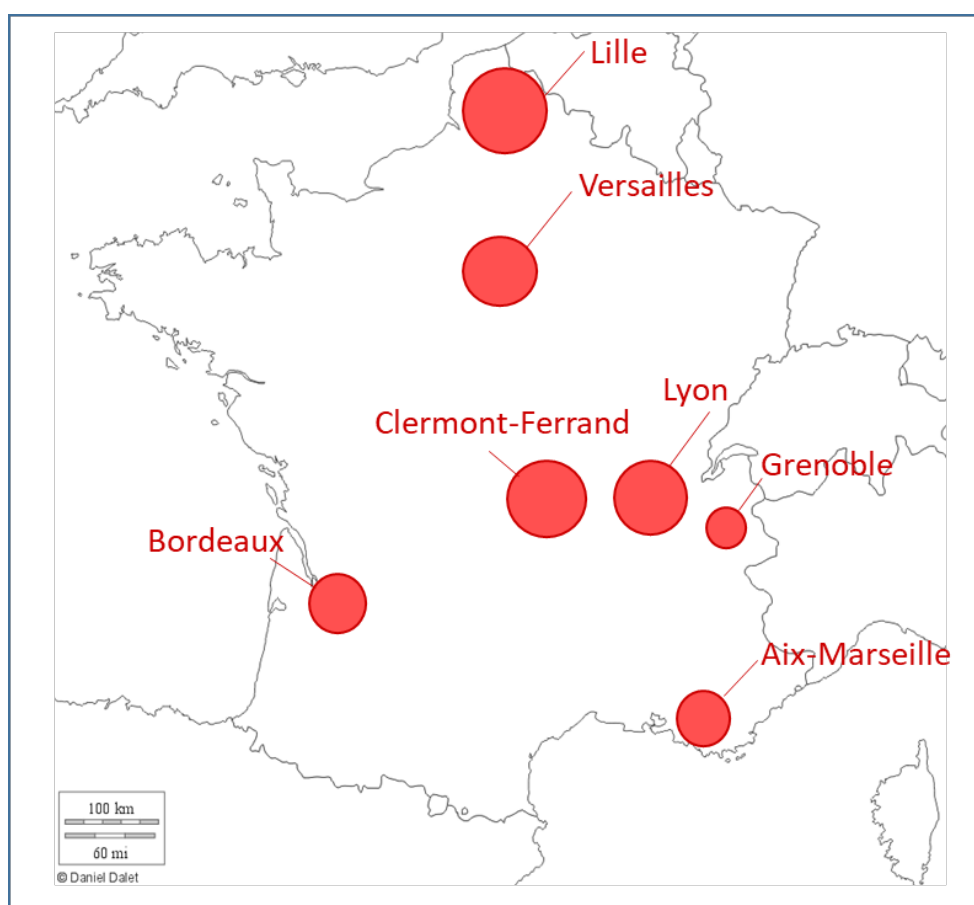 Lille
Versailles
Lyon
Clermont-Ferrand
Grenoble
Bordeaux
Aix-Marseille
100 km
60 mi
© Daniel Dalet